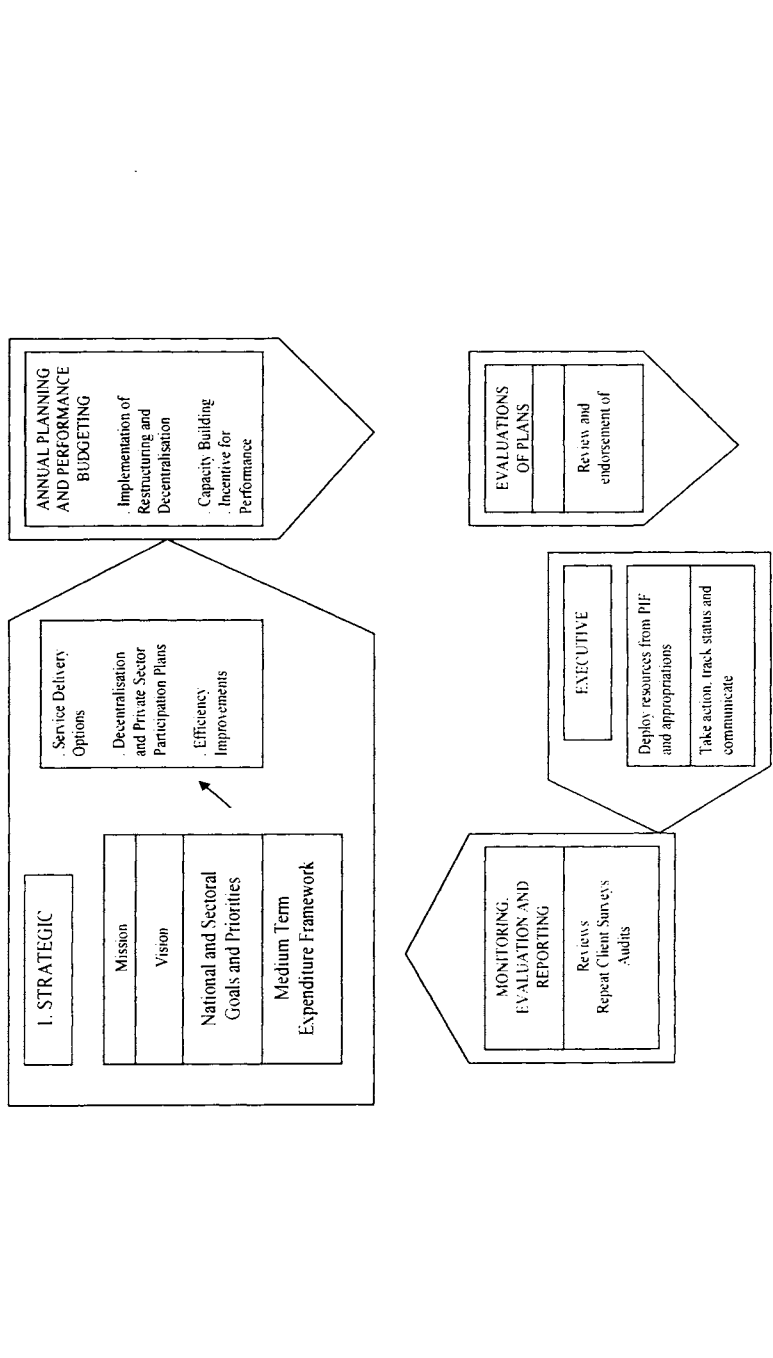 1. STRATEGIC
Mission
Vision
National and Sectoral
Goals and Priorities
Medium Term
Expenditure Framework
. Service Delivery
Options
. Decentralisation
and Private Sector
Participation Plans
. Efficiency
Improvements
ANNUAL PLANNING
AND PERFORMANCE
BUDGETING
. Implementation of
Restructuring and
Decentralisation
. Capacity Building
. Incentive for
Performance
MONITORING,
EVALUATION AND
REPORTING
Reviews
Repeat Client Surveys
Audits
EXECUTIVE
Deploy resources from PIF
and appropriations
Take action, track status and
communicate
EVALUATIONS
OF PLANS
Review and
endorsement of